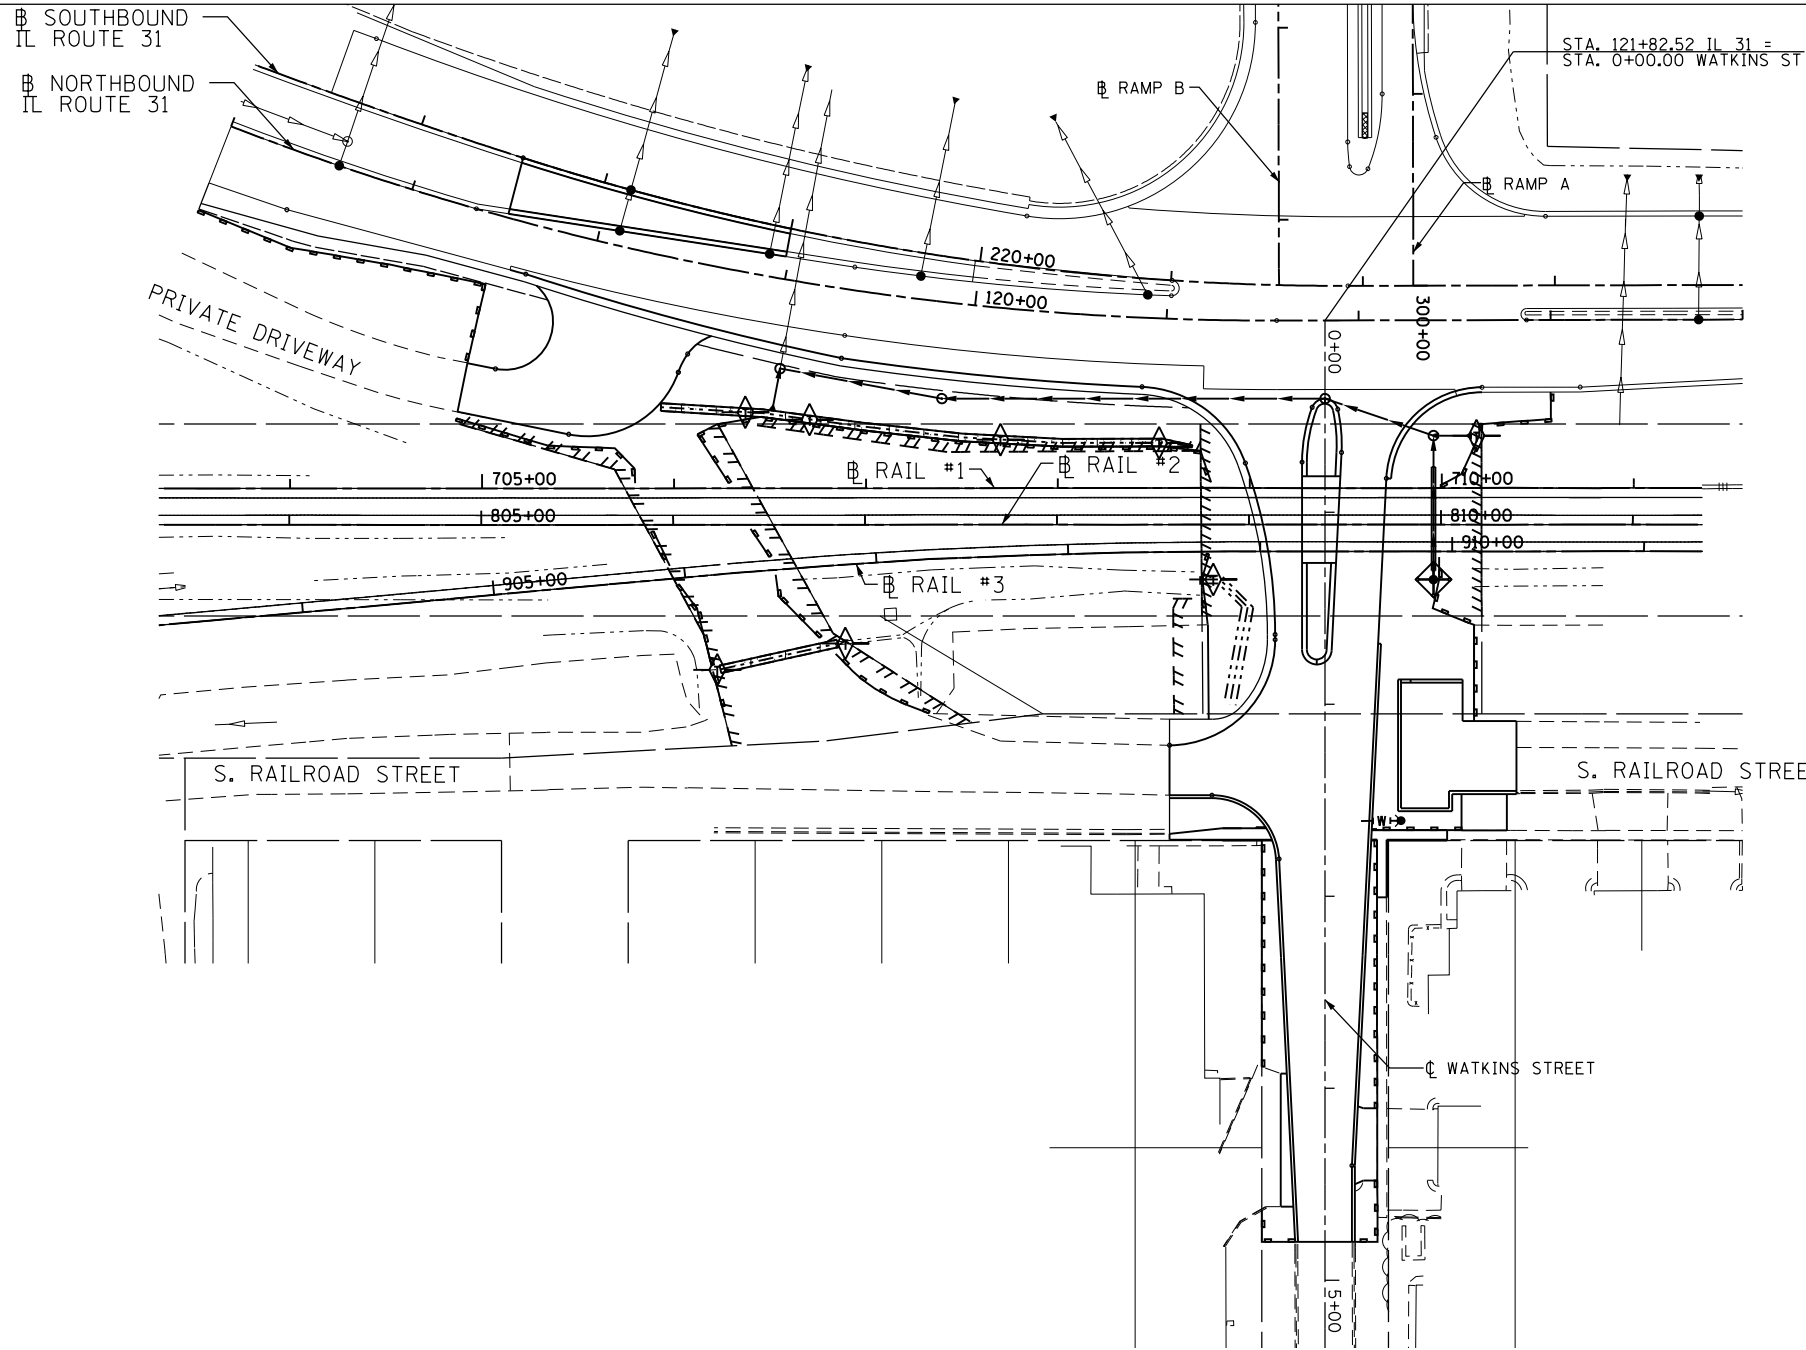 ℄ SOUTHBOUND
IL ROUTE 31
℄ NORTHBOUND
IL ROUTE 31
STA. 121+82.52 IL 31 =
STA. 0+00.00 WATKINS ST
℄ RAMP B
℄ RAMP A
220+00
120+00
300+00
0+00
PRIVATE DRIVEWAY
℄ RAIL #1
℄ RAIL #2
705+00
710+00
805+00
810+00
910+00
905+00
℄ RAIL #3
S. RAILROAD STREET
S. RAILROAD STREE
W
℄ WATKINS STREET
5+00